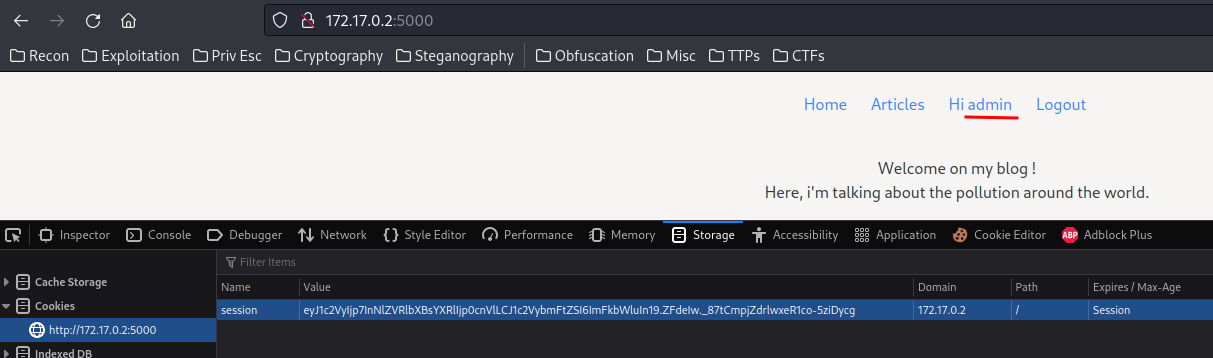 172.17.0.2:5000
Recon Exploitation Priv Esc Cryptography Steganography Obfuscation Misc TTPs CTFs
Home Articles Hi admin Logout
Welcome on my blog !
Here, i'm talking about the pollution around the world.
Inspector Console Debugger Network Style Editor Performance Memory Storage Accessibility Application Cookie Editor ABP Adblock Plus
Filter Items
Cache Storage
Cookies
http://172.17.0.2:5000
Indexed DB
Name Value Domain Path Expires / Max-Age
session eyJ1c2VyIjp7InNlZVRlbXBsYXRlIjp0cnVlLCJ1c2VybmFtZSI6ImFkbWluIn19.ZFdeIw._87tCmpjZdrlwxeR1co-5ziDycg 172.17.0.2 / Session